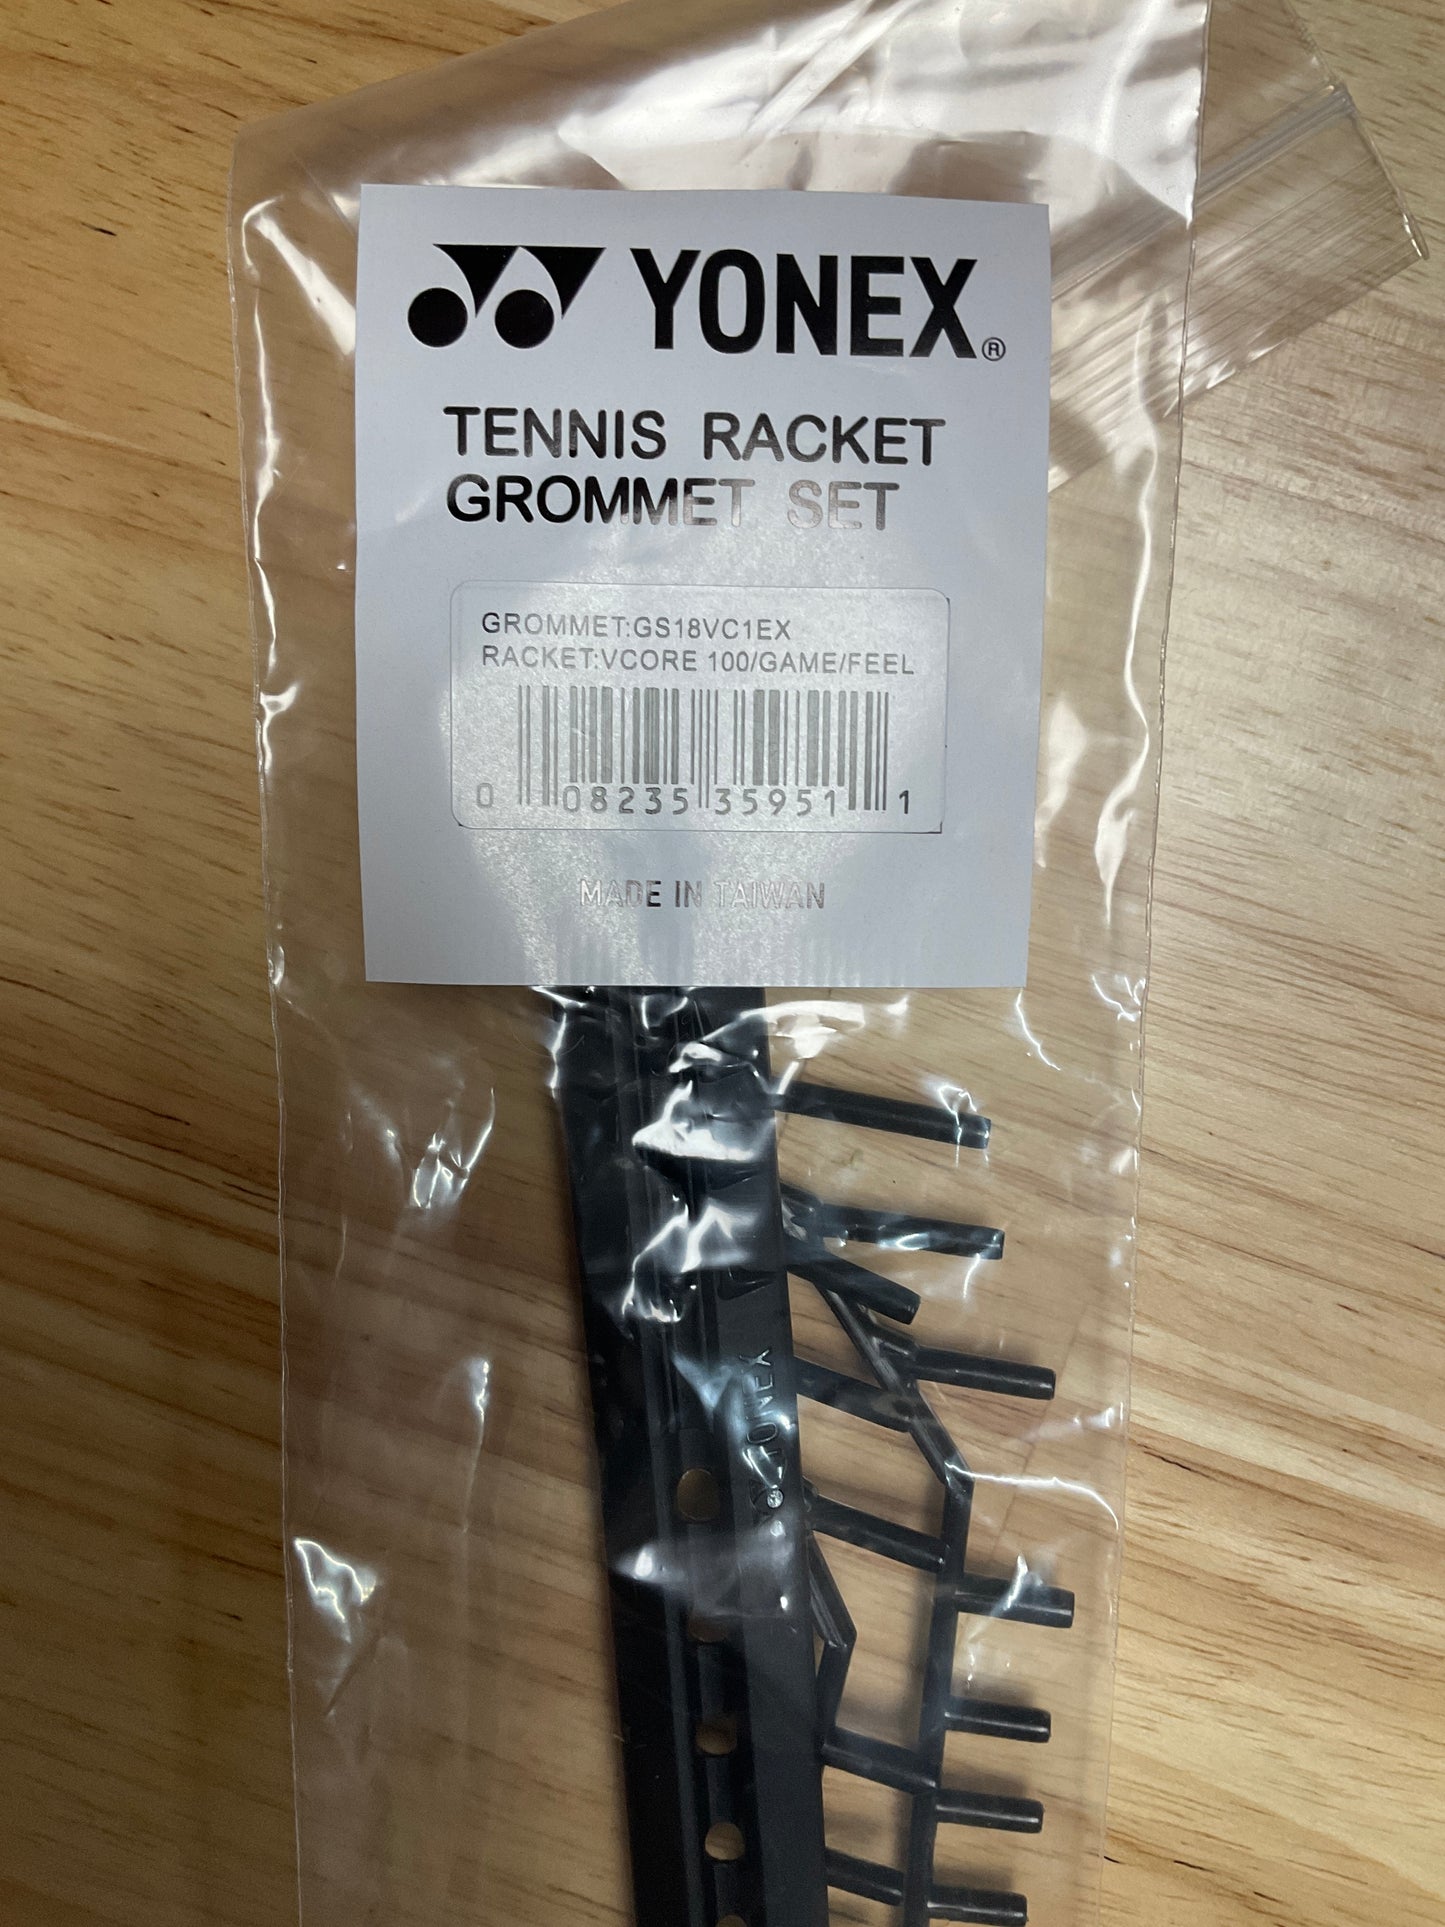 YONEX®
TENNIS RACKET
GROMMET SET
GROMMET:GS18VC1EX
RACKET:VCORE 100/GAME/FEEL
0 08235 35951 1
MADE IN TAIWAN
YONEX